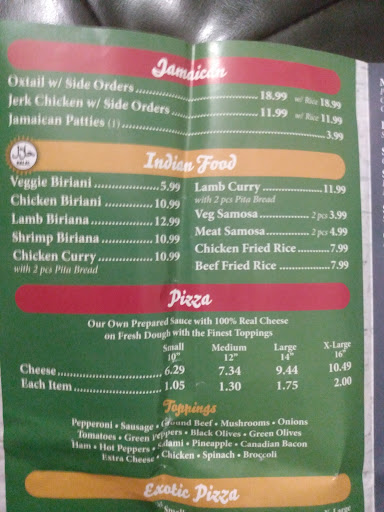 Jamaican
Oxtail w/ Side Orders 18.99 w/ Rice 18.99
Jerk Chicken w/ Side Orders 11.99 w/ Rice 11.99
Jamaican Patties (1) 3.99
حلال
HALAL
Indian Food
Veggie Biriani 5.99
Chicken Biriani 10.99
Lamb Biriana 12.99
Shrimp Biriana 10.99
Chicken Curry 10.99
with 2 pcs Pita Bread
Lamb Curry 11.99
with 2 pcs Pita Bread
Veg Samosa 2 pcs 3.99
Meat Samosa 2 pcs 4.99
Chicken Fried Rice 7.99
Beef Fried Rice 7.99
Pizza
Our Own Prepared Sauce with 100% Real Cheese
on Fresh Dough with the Finest Toppings
Small Medium Large X-Large
10" 12" 14" 16"
Cheese 6.29 7.34 9.44 10.49
Each Item 1.05 1.30 1.75 2.00
Toppings
Pepperoni • Sausage • Ground Beef • Mushrooms • Onions
Tomatoes • Green Peppers • Black Olives • Green Olives
Ham • Hot Peppers • Salami • Pineapple • Canadian Bacon
Extra Cheese • Chicken • Spinach • Broccoli
Exotic Pizza
Small X-Large